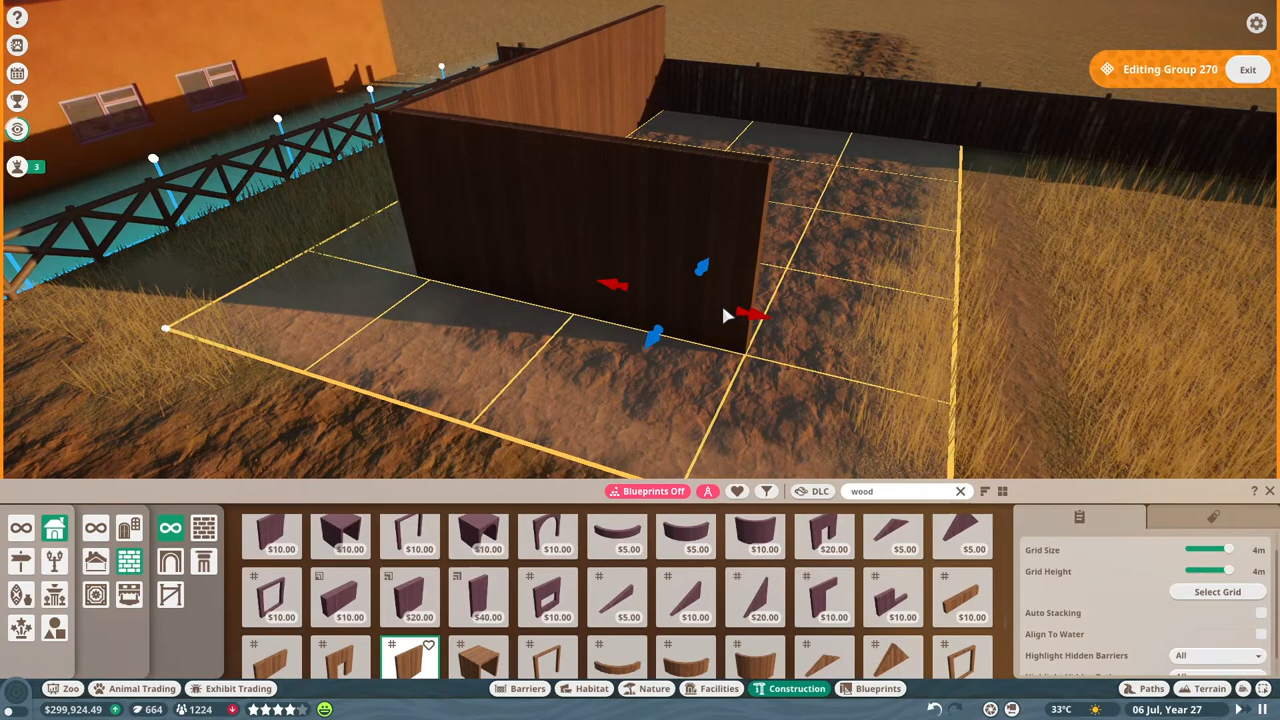 ?
Editing Group 270
Exit
3
Blueprints Off
DLC
wood
?
$10.00
$10.00
$10.00
$40.00
$10.00
$5.00
$5.00
$10.00
$20.00
$5.00
$5.00
$10.00
$10.00
$20.00
$40.00
$10.00
$5.00
$10.00
$20.00
$10.00
$10.00
$10.00
Grid Size
4m
Grid Height
4m
Select Grid
Auto Stacking
Align To Water
Highlight Hidden Barriers
All
Zoo
Animal Trading
Exhibit Trading
Barriers
Habitat
Nature
Facilities
Construction
Blueprints
Paths
Terrain
$299,924.49
664
1224
33°C
06 Jul, Year 27